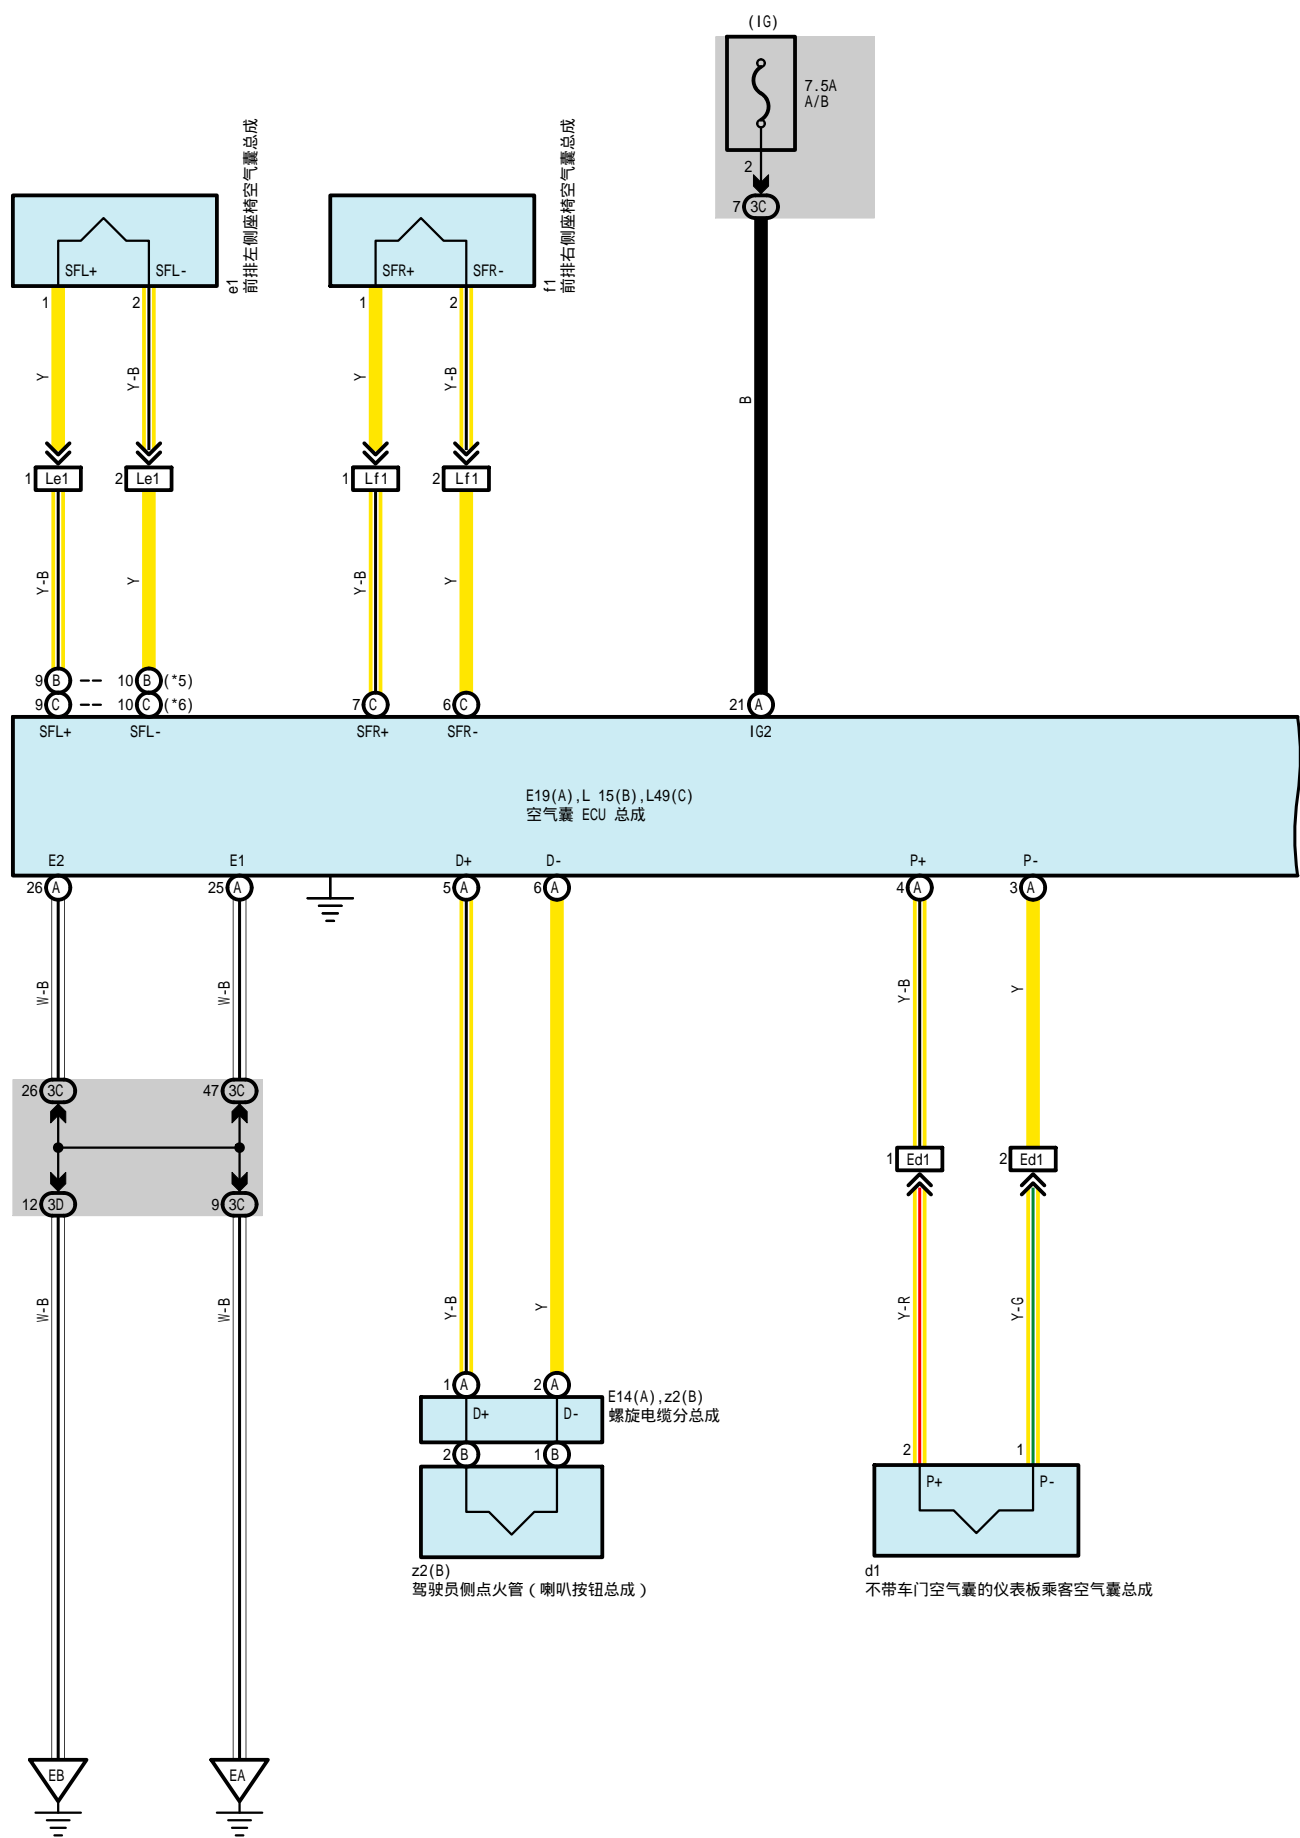 (IG)
7.5A
A/B
2
7 3C
e1
前排左侧座椅空气囊总成
f1
前排右侧座椅空气囊总成
SFL+ SFL-
SFR+ SFR-
1 2
1 2
Y Y-B Y Y-B B
1 Le1 2 Le1 1 Lf1 2 Lf1
Y-B Y Y-B Y
9 B -- 10 B (*5)
9 C -- 10 C (*6) 7 C 6 C 21 A
SFL+ SFL- SFR+ SFR- IG2
E19(A),L 15(B),L49(C)
空气囊 ECU 总成
E2 E1 D+ D- P+ P-
26 A 25 A 5 A 6 A 4 A 3 A
W-B W-B Y-B Y
26 3C 47 3C
1 Ed1 2 Ed1
12 3D 9 3C
W-B W-B Y-B Y Y-R Y-G
1 A 2 A
E14(A),z2(B)
螺旋电缆分总成
D+ D-
2 B 1 B
2 1
P+ P-
z2(B)
驾驶员侧点火管（喇叭按钮总成）
d1
不带车门空气囊的仪表板乘客空气囊总成
EB EA